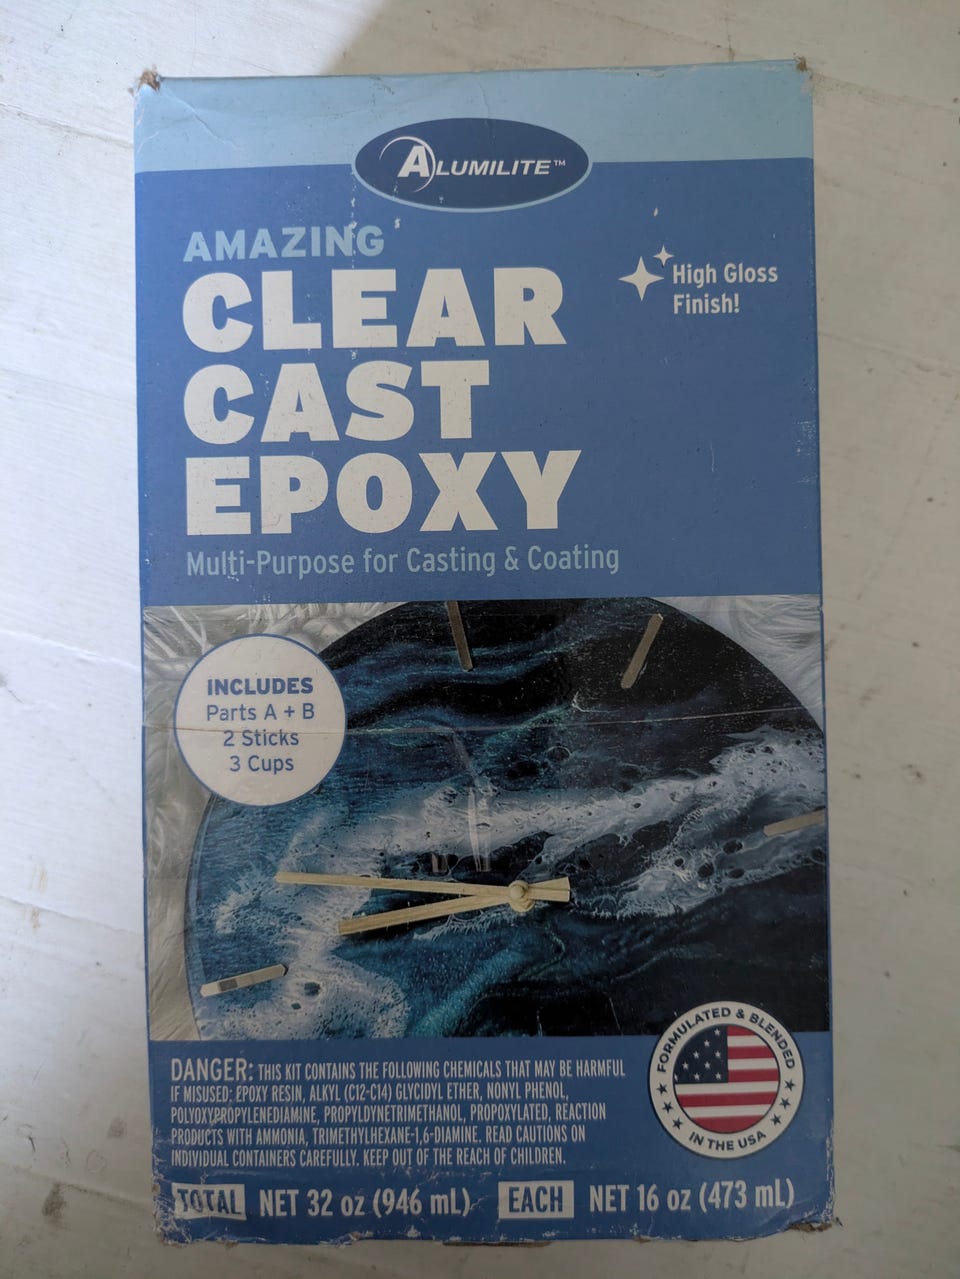 ALUMILITE™
AMAZING
CLEAR
CAST
EPOXY
Multi-Purpose for Casting & Coating
High Gloss
Finish!
INCLUDES
Parts A + B
2 Sticks
3 Cups
DANGER: THIS KIT CONTAINS THE FOLLOWING CHEMICALS THAT MAY BE HARMFUL
IF MISUSED: EPOXY RESIN, ALKYL (C12-C14) GLYCIDYL ETHER, NONYL PHENOL,
POLYOXYPROPYLENEDIAMINE, PROPYLDYNETRIMETHANOL, PROPOXYLATED, REACTION
PRODUCTS WITH AMMONIA, TRIMETHYLHEXANE-1,6-DIAMINE. READ CAUTIONS ON
INDIVIDUAL CONTAINERS CAREFULLY. KEEP OUT OF THE REACH OF CHILDREN.
FORMULATED & BLENDED
IN THE USA
TOTAL NET 32 oz (946 mL) EACH NET 16 oz (473 mL)